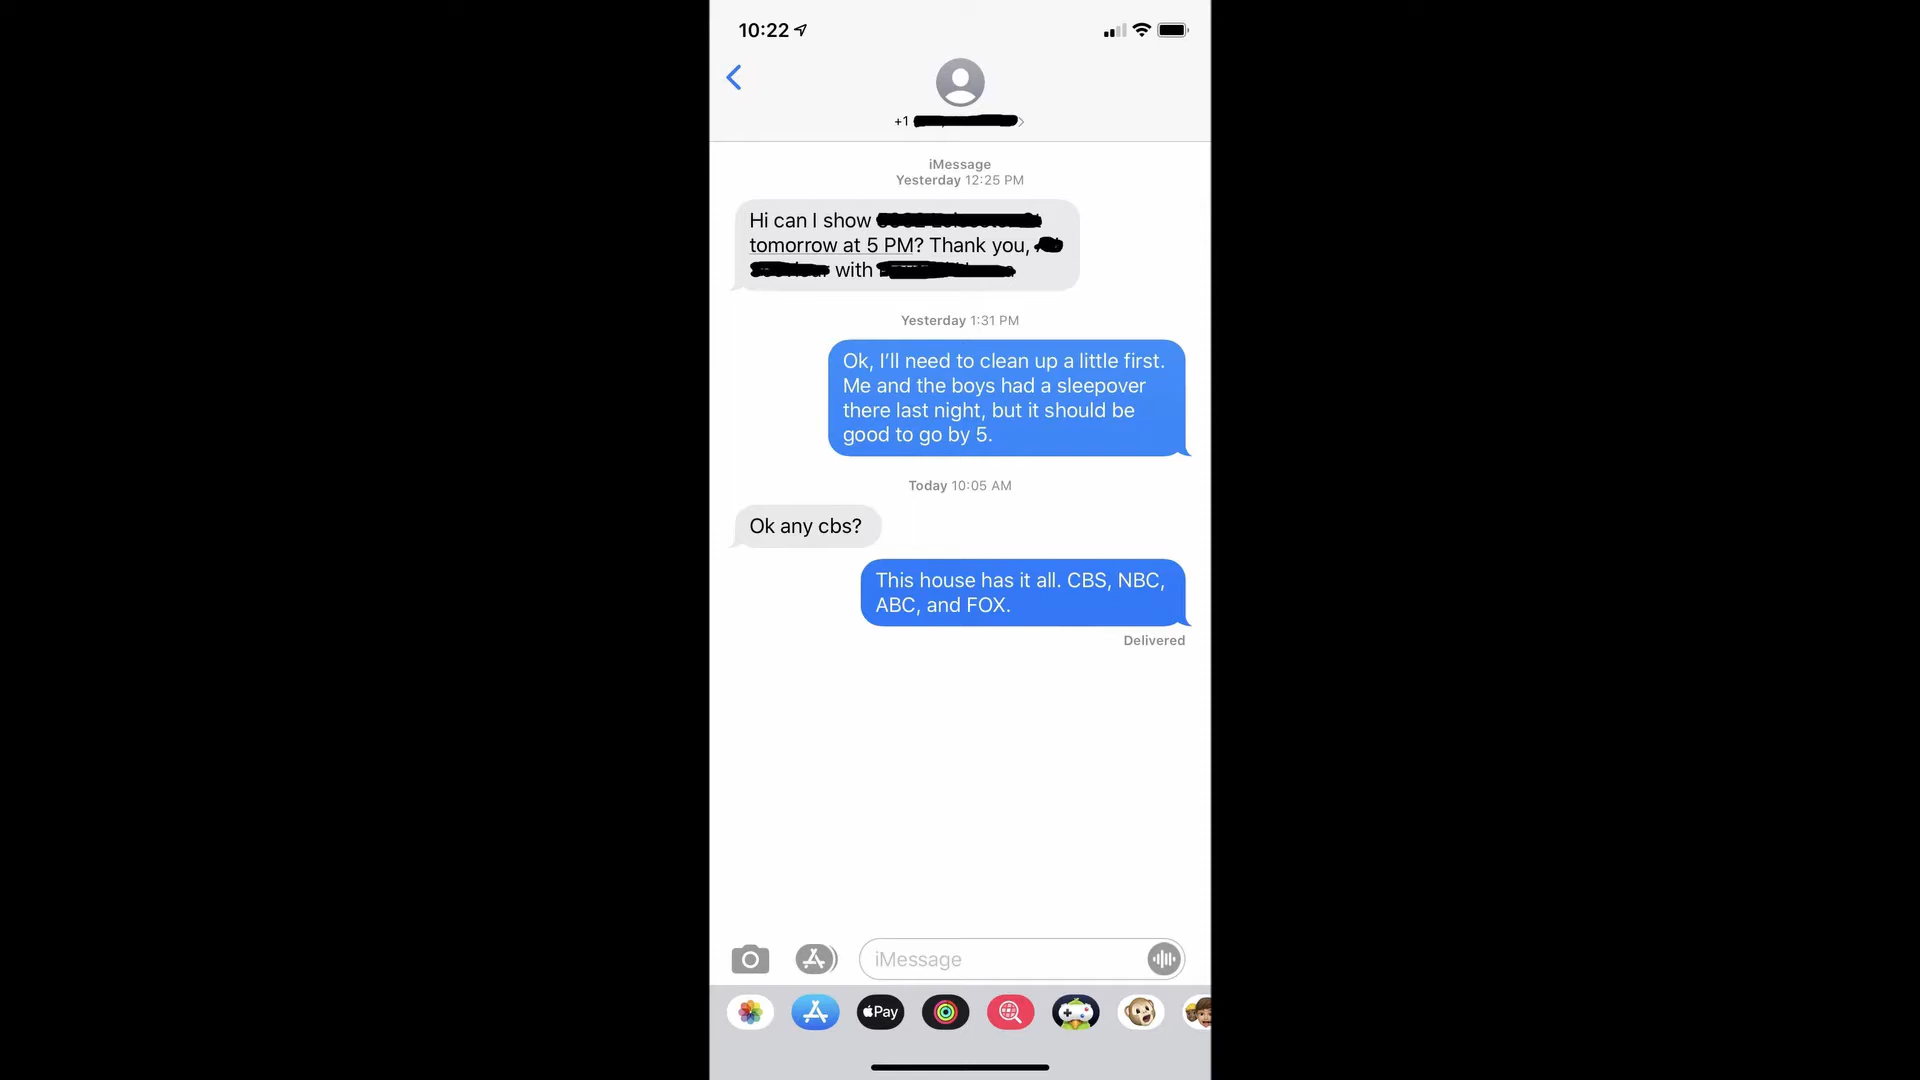 10:22
+1
iMessage
Yesterday 12:25 PM
Hi can I show
tomorrow at 5 PM? Thank you,
with
Yesterday 1:31 PM
Ok, I’ll need to clean up a little first.
Me and the boys had a sleepover
there last night, but it should be
good to go by 5.
Today 10:05 AM
Ok any cbs?
This house has it all. CBS, NBC,
ABC, and FOX.
Delivered
iMessage
Pay